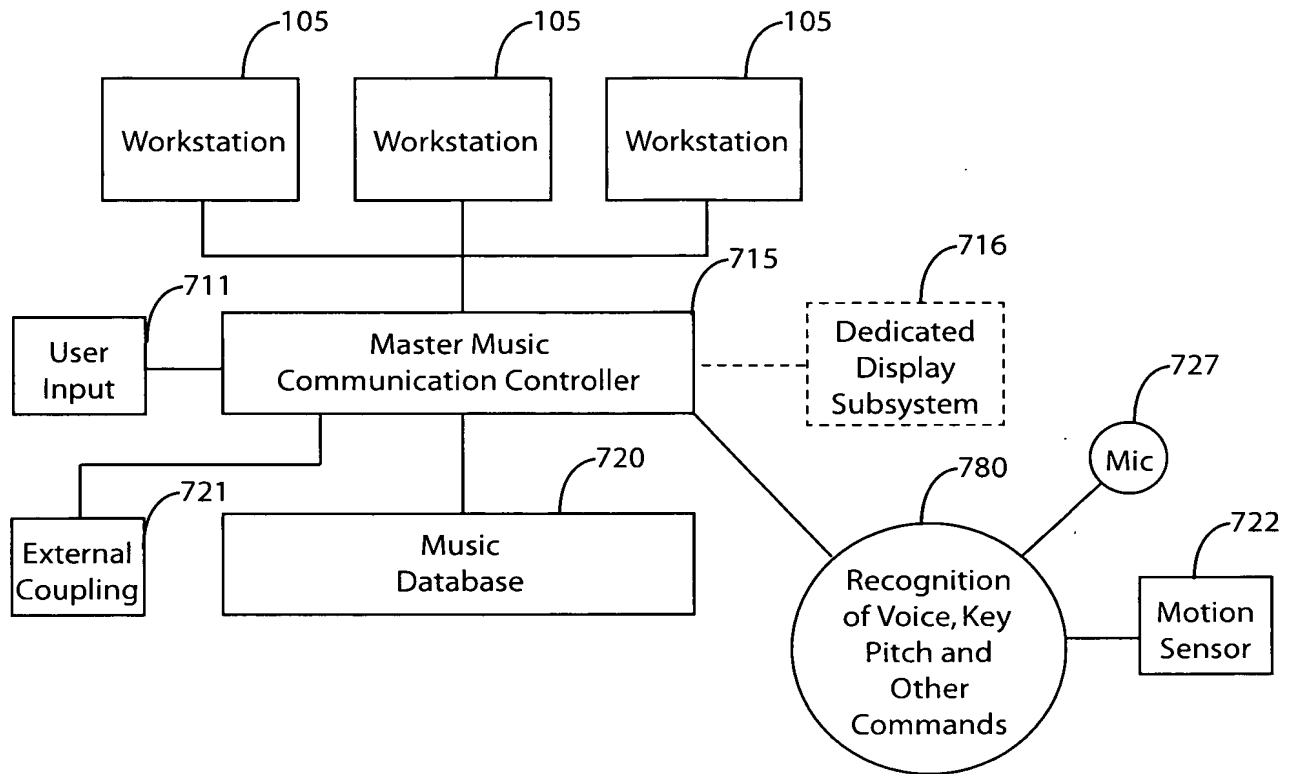 105
105
105
Workstation
Workstation
Workstation
716
715
711
Dedicated
Display
Subsystem
User
Input
Master Music
Communication Controller
727
Mic
780
720
721
722
External
Coupling
Music
Database
Recognition
of Voice, Key
Pitch and
Other
Commands
Motion
Sensor